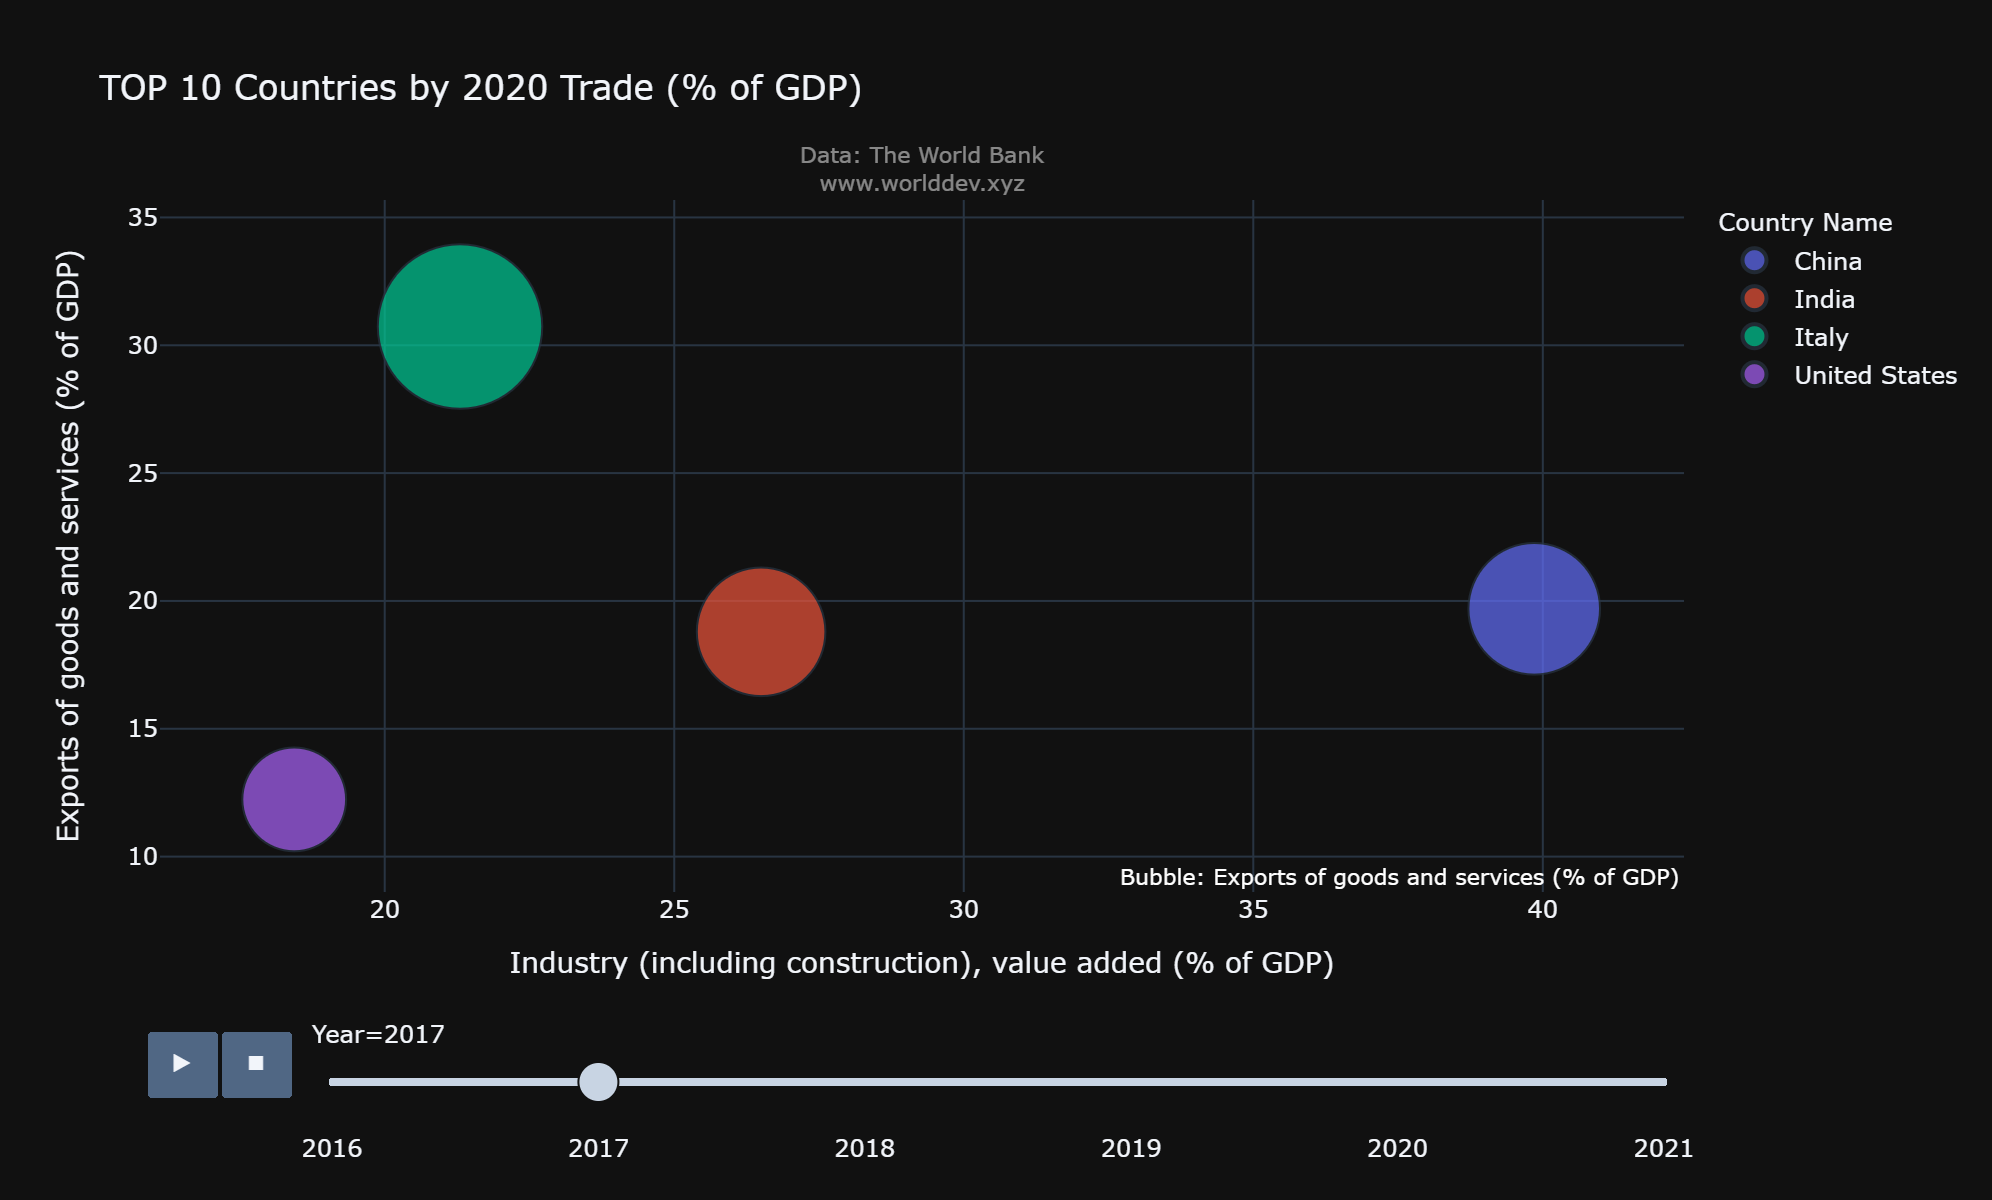 TOP 10 Countries by 2020 Trade (% of GDP)
Data: The World Bank
www.worlddev.xyz
Exports of goods and services (% of GDP)
35
30
25
20
15
10
Country Name
China
India
Italy
United States
Bubble: Exports of goods and services (% of GDP)
20 25 30 35 40
Industry (including construction), value added (% of GDP)
Year=2017
2016 2017 2018 2019 2020 2021